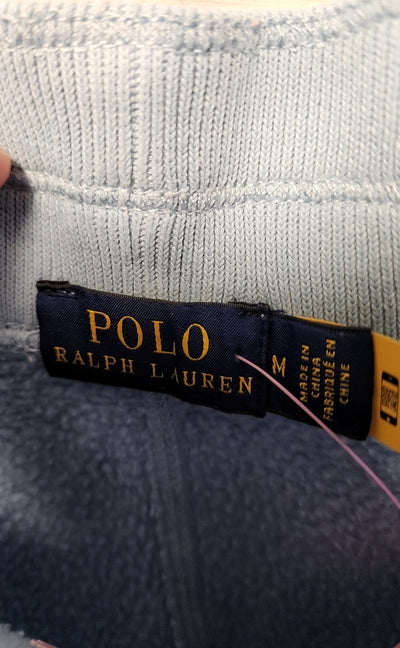 POLO
RALPH LAUREN
M
MADE IN
CHINA
FABRIQUÉ EN
CHINE